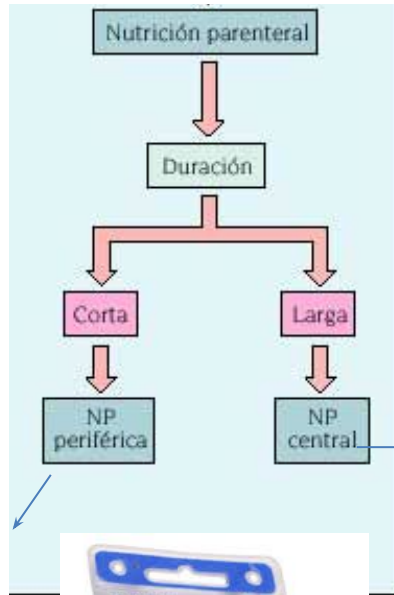 Nutrición parenteral
Duración
Corta
Larga
NP
periférica
NP
central